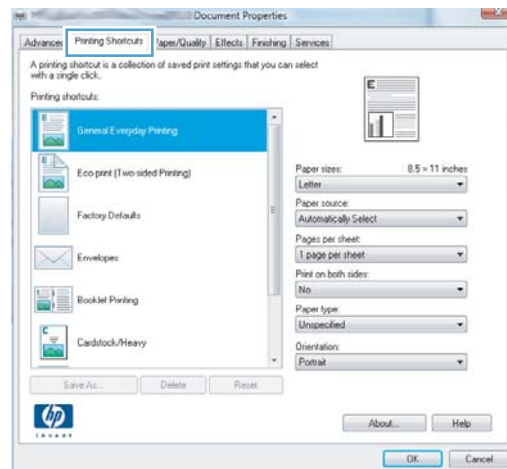 Document Properties
Advanced Printing Shortcuts Paper/Quality Effects Finishing Services
A printing shortcut is a collection of saved print settings that you can select
with a single click.
Printing shortcuts:
General Everyday Printing
Eco-print (Two-sided Printing)
Factory Defaults
Envelopes
Booklet Printing
Cardstock/Heavy
Save As... Delete Reset
E
Paper sizes: 8.5 × 11 inches
Letter
Paper source:
Automatically Select
Pages per sheet:
1 page per sheet
Print on both sides:
No
Paper type:
Unspecified
Orientation:
Portrait
hp
invent
About... Help
OK Cancel